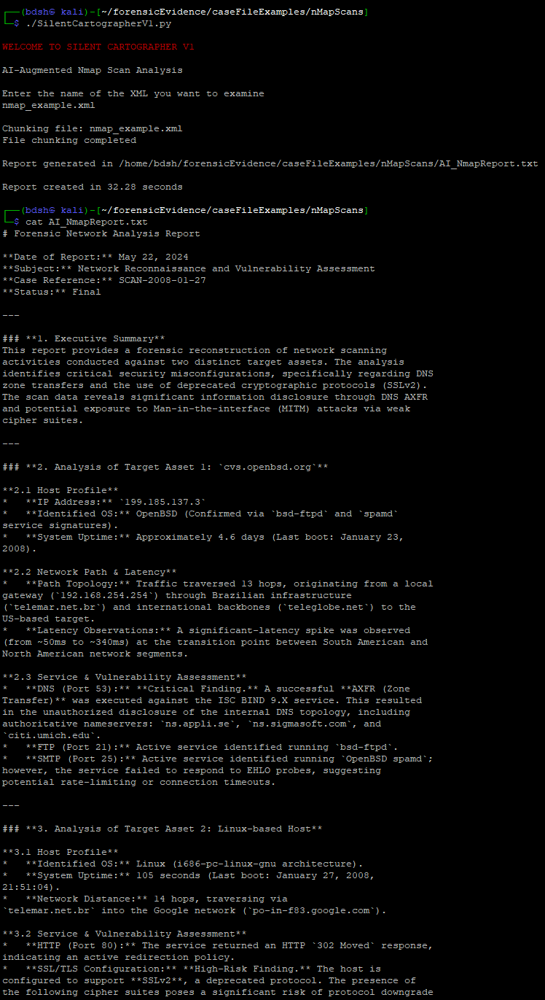 ┌──(bdsh㉿ kali)-[~/forensicEvidence/caseFileExamples/nMapScans]
└─$ ./SilentCartographerV1.py
WELCOME TO SILENT CARTOGRAPHER V1
AI-Augmented Nmap Scan Analysis
Enter the name of the XML you want to examine
nmap_example.xml
Chunking file: nmap_example.xml
File chunking completed
Report generated in /home/bdsh/forensicEvidence/caseFileExamples/nMapScans/AI_NmapReport.txt
Report created in 32.28 seconds
┌──(bdsh㉿ kali)-[~/forensicEvidence/caseFileExamples/nMapScans]
└─$ cat AI_NmapReport.txt
# Forensic Network Analysis Report
**Date of Report:** May 22, 2024
**Subject:** Network Reconnaissance and Vulnerability Assessment
**Case Reference:** SCAN-2008-01-27
**Status:** Final
---
### **1. Executive Summary**
This report provides a forensic reconstruction of network scanning
activities conducted against two distinct target assets. The analysis
identifies critical security misconfigurations, specifically regarding DNS
zone transfers and the use of deprecated cryptographic protocols (SSLv2).
The scan data reveals significant information disclosure through DNS AXFR
and potential exposure to Man-in-the-interface (MITM) attacks via weak
cipher suites.
---
### **2. Analysis of Target Asset 1: `cvs.openbsd.org`**
**2.1 Host Profile**
*   **IP Address:** `199.185.137.3`
*   **Identified OS:** OpenBSD (Confirmed via `bsd-ftpd` and `spamd`
service signatures).
*   **System Uptime:** Approximately 4.6 days (Last boot: January 23,
2008).
**2.2 Network Path & Latency**
*   **Path Topology:** Traffic traversed 13 hops, originating from a local
gateway (`192.168.254.254`) through Brazilian infrastructure
(`telemar.net.br`) and international backbones (`teleglobe.net`) to the
US-based target.
*   **Latency Observations:** A significant-latency spike was observed
(from ~50ms to ~340ms) at the transition point between South American and
North American network segments.
**2.3 Service & Vulnerability Assessment**
*   **DNS (Port 53):** **Critical Finding.** A successful **AXFR (Zone
Transfer)** was executed against the ISC BIND 9.X service. This resulted
in the unauthorized disclosure of the internal DNS topology, including
authoritative nameservers: `ns.appli.se`, `ns.sigmasoft.com`, and
`citi.umich.edu`.
*   **FTP (Port 21):** Active service identified running `bsd-ftpd`.
*   **SMTP (Port 25):** Active service identified running `OpenBSD spamd`;
however, the service failed to respond to EHLO probes, suggesting
potential rate-limiting or connection timeouts.
---
### **3. Analysis of Target Asset 2: Linux-based Host**
**3.1 Host Profile**
*   **Identified OS:** Linux (i686-pc-linux-gnu architecture).
*   **System Uptime:** 105 seconds (Last boot: January 27, 2008,
21:51:04).
*   **Network Distance:** 14 hops, traversing via
`telemar.net.br` into the Google network (`po-in-f83.google.com`).
**3.2 Service & Vulnerability Assessment**
*   **HTTP (Port 80):** The service returned an HTTP `302 Moved` response,
indicating an active redirection policy.
*   **SSL/TLS Configuration:** **High-Risk Finding.** The host is
configured to support **SSLv2**, a deprecated protocol. The presence of
the following cipher suites poses a significant risk of protocol downgrade